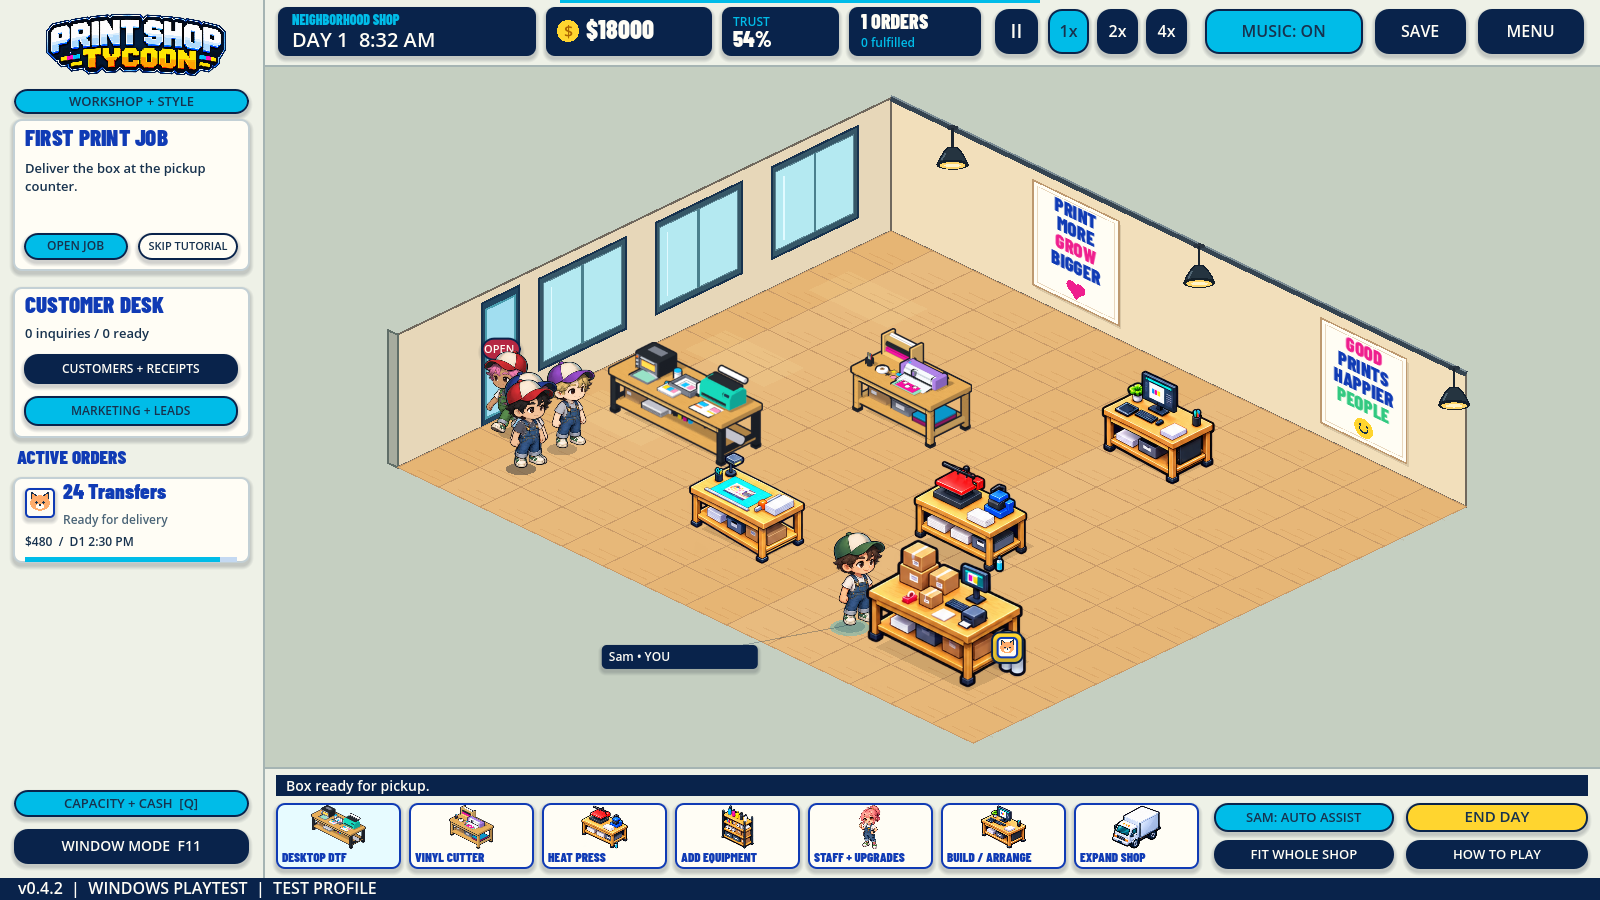 PRINT SHOP
TYCOON
WORKSHOP + STYLE
FIRST PRINT JOB
Deliver the box at the pickup
counter.
OPEN JOB
SKIP TUTORIAL
CUSTOMER DESK
0 inquiries / 0 ready
CUSTOMERS + RECEIPTS
MARKETING + LEADS
ACTIVE ORDERS
24 Transfers
Ready for delivery
$480 / D1 2:30 PM
CAPACITY + CASH [Q]
WINDOW MODE F11
NEIGHBORHOOD SHOP
DAY 1 8:32 AM
$ $18000
TRUST
54%
1 ORDERS
0 fulfilled
1x
2x
4x
MUSIC: ON
SAVE
MENU
OPEN
PRINT
MORE
GROW
BIGGER
GOOD
PRINTS
HAPPIER
PEOPLE
Sam • YOU
Box ready for pickup.
DESKTOP DTF
VINYL CUTTER
HEAT PRESS
ADD EQUIPMENT
STAFF + UPGRADES
BUILD / ARRANGE
EXPAND SHOP
SAM: AUTO ASSIST
END DAY
FIT WHOLE SHOP
HOW TO PLAY
v0.4.2 | WINDOWS PLAYTEST | TEST PROFILE